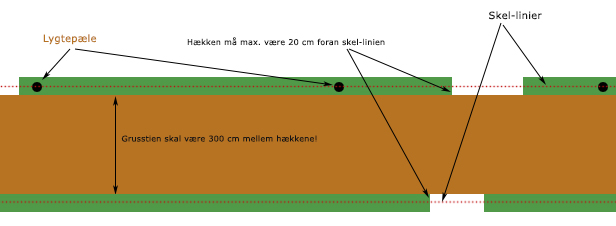 Skel-linier
Lygtepæle
Hækken må max. være 20 cm foran skel-linien
Grusstien skal være 300 cm mellem hækkene!